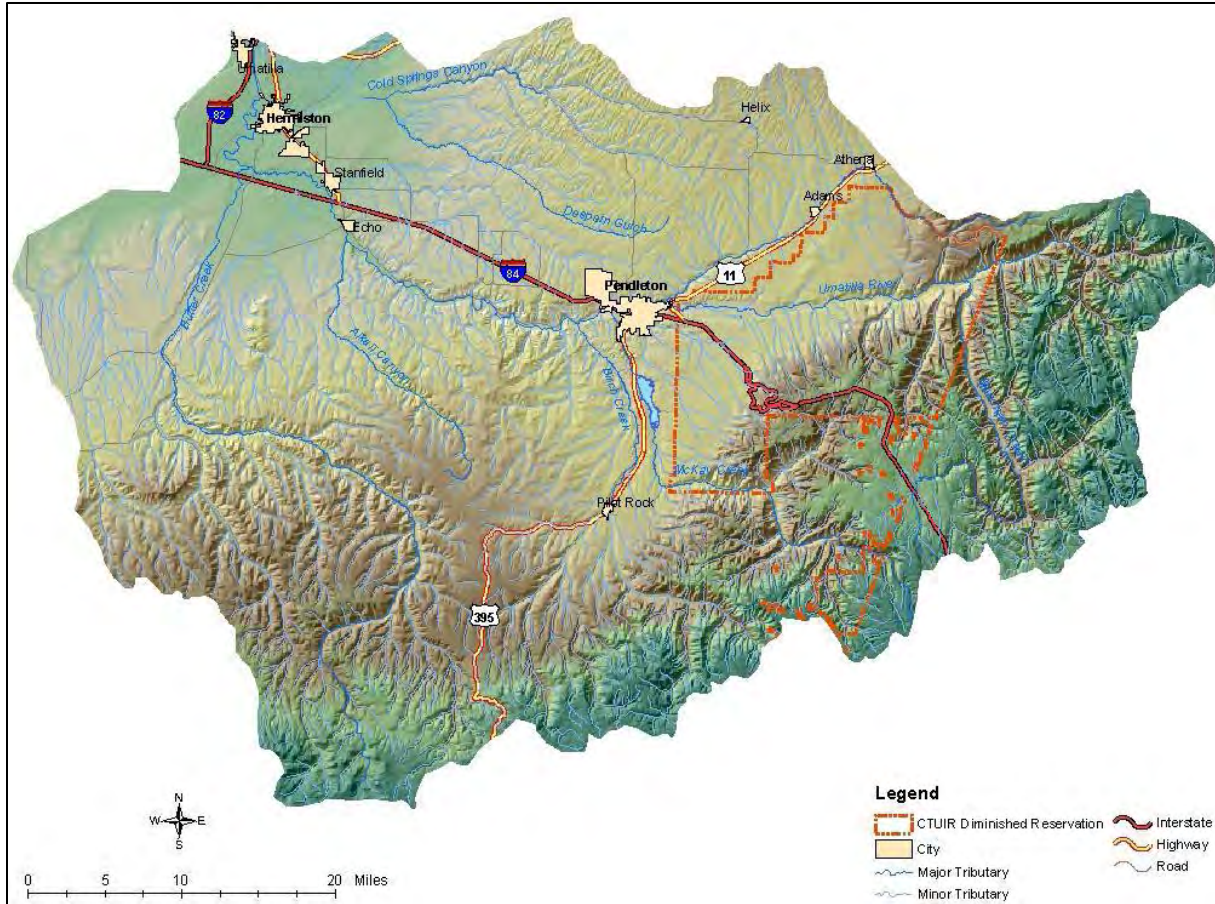 Umatilla
82
Hermiston
Cold Springs Canyon
Helix
Stanfield
Athena
Adams
Echo
Despain Gulch
84
11
Pendleton
Umatilla River
Butter Creek
Alkali Canyon
Birch Creek
McKay Creek
Pilot Rock
395
N
W E
S
0 5 10 20 Miles
Legend
CTUIR Diminished Reservation
City
Major Tributary
Minor Tributary
Interstate
Highway
Road